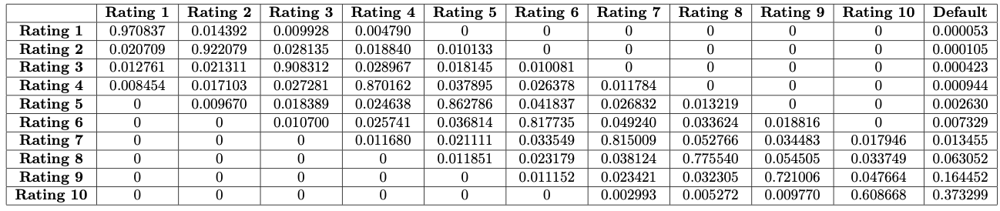 Rating 1 Rating 2 Rating 3 Rating 4 Rating 5 Rating 6 Rating 7 Rating 8 Rating 9 Rating 10 Default
Rating 1 0.970837 0.014392 0.009928 0.004790 0 0 0 0 0 0 0.000053
Rating 2 0.020709 0.922079 0.028135 0.018840 0.010133 0 0 0 0 0 0.000105
Rating 3 0.012761 0.021311 0.908312 0.028967 0.018145 0.010081 0 0 0 0 0.000423
Rating 4 0.008454 0.017103 0.027281 0.870162 0.037895 0.026378 0.011784 0 0 0 0.000944
Rating 5 0 0.009670 0.018389 0.024638 0.862786 0.041837 0.026832 0.013219 0 0 0.002630
Rating 6 0 0 0.010700 0.025741 0.036814 0.817735 0.049240 0.033624 0.018816 0 0.007329
Rating 7 0 0 0 0.011680 0.021111 0.033549 0.815009 0.052766 0.034483 0.017946 0.013455
Rating 8 0 0 0 0 0.011851 0.023179 0.038124 0.775540 0.054505 0.033749 0.063052
Rating 9 0 0 0 0 0 0.011152 0.023421 0.032305 0.721006 0.047664 0.164452
Rating 10 0 0 0 0 0 0 0.002993 0.005272 0.009770 0.608668 0.373299